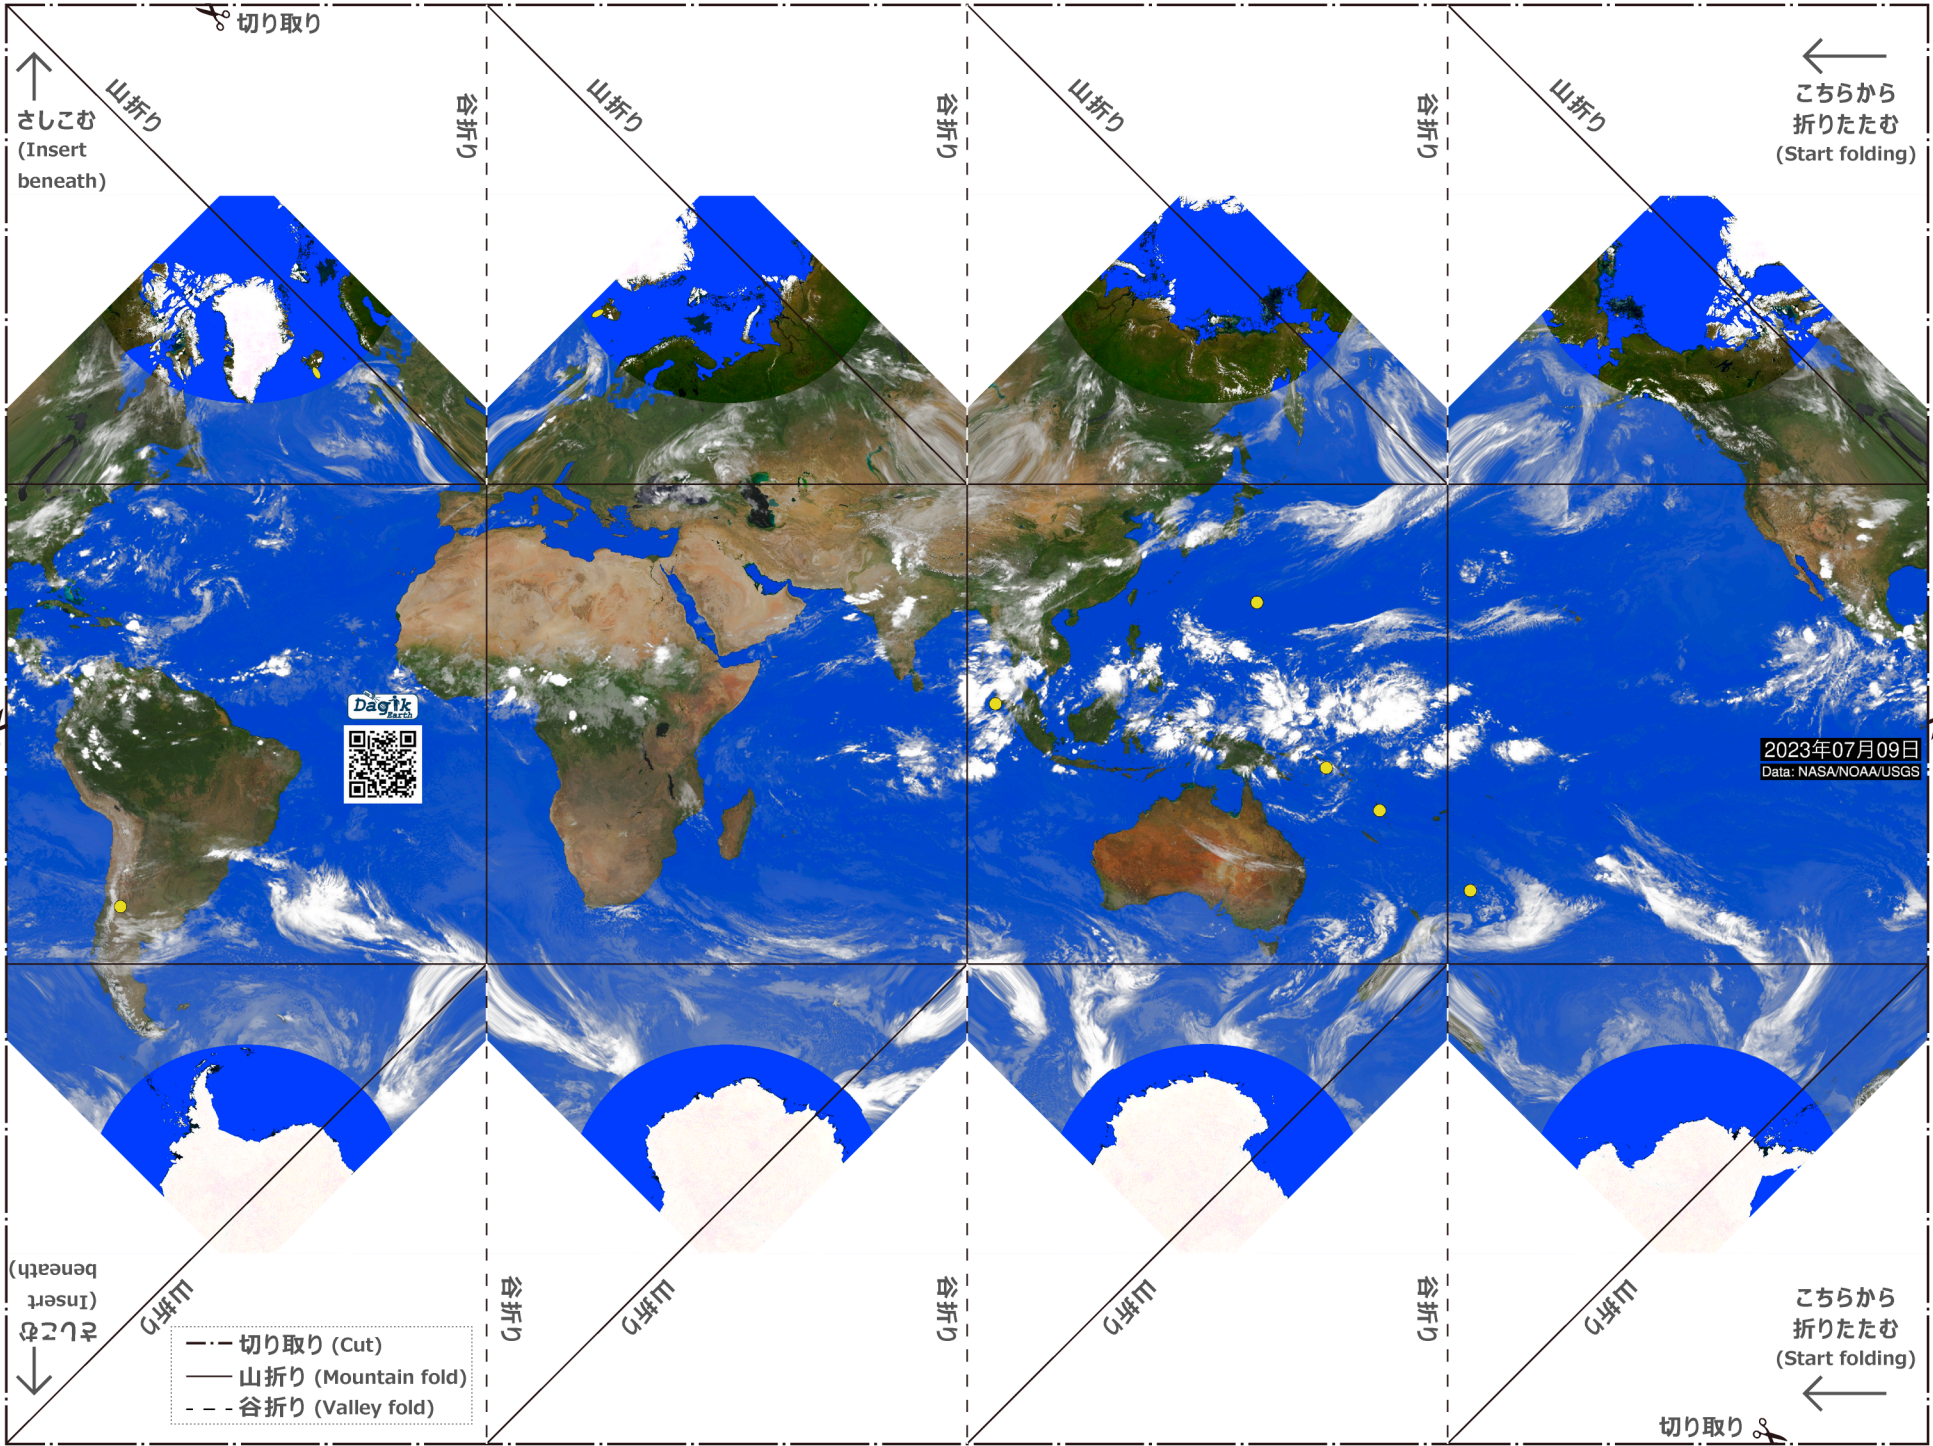 切り取り
山折り
谷折り
山折り
谷折り
山折り
谷折り
山折り
さしこむ
(Insert
beneath)
こちらから
折りたたむ
(Start folding)
Dagik
Earth
2023年07月09日
Data: NASA/NOAA/USGS
さしこむ
(Insert
beneath)
山折り
谷折り
山折り
谷折り
山折り
谷折り
山折り
こちらから
折りたたむ
(Start folding)
切り取り (Cut)
山折り (Mountain fold)
谷折り (Valley fold)
切り取り